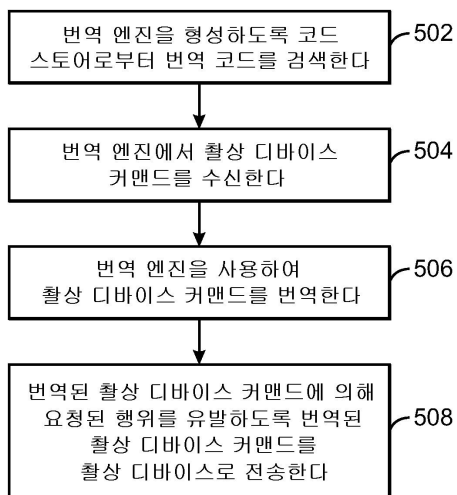 번역 엔진을 형성하도록 코드
스토어로부터 번역 코드를 검색한다
502
번역 엔진에서 촬상 디바이스
커맨드를 수신한다
504
번역 엔진을 사용하여
촬상 디바이스 커맨드를 번역한다
506
번역된 촬상 디바이스 커맨드에 의해
요청된 행위를 유발하도록 번역된
촬상 디바이스 커맨드를
촬상 디바이스로 전송한다
508